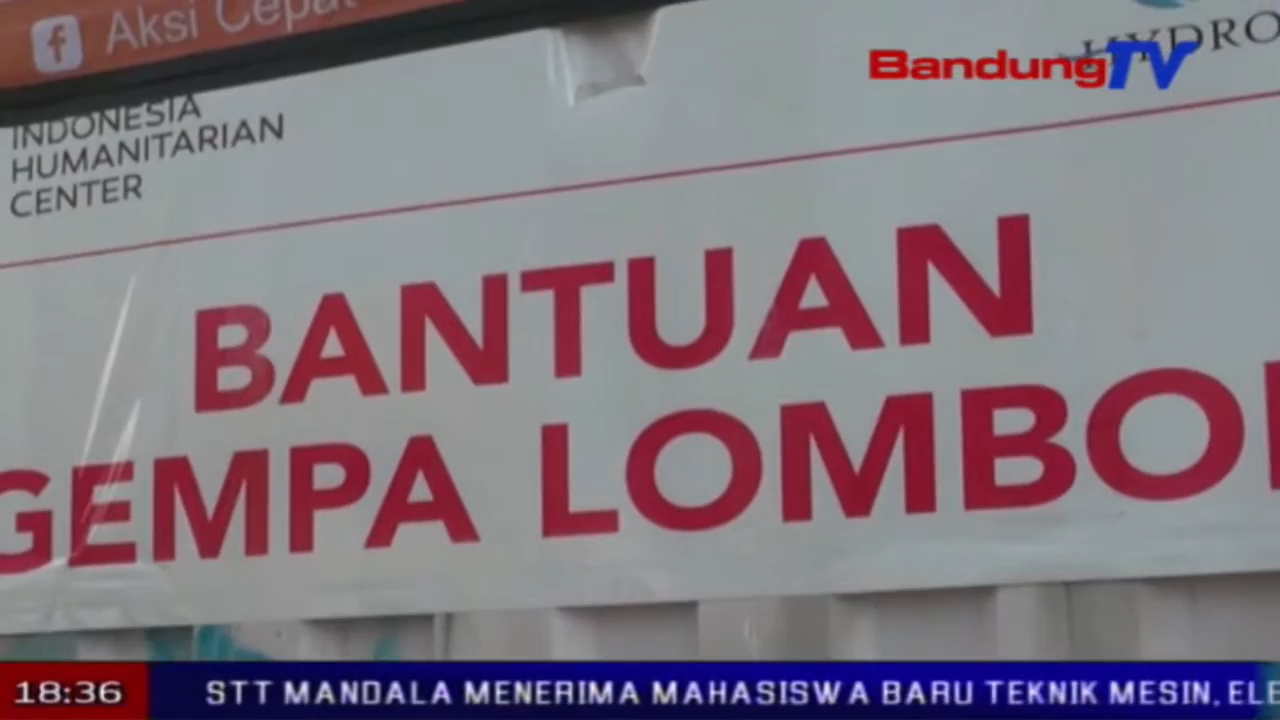 Aksi Cepat
HYDRO
BandungTV
INDONESIA
HUMANITARIAN
CENTER
BANTUAN
GEMPA LOMBO
18:36
STT MANDALA MENERIMA MAHASISWA BARU TEKNIK MESIN, ELE